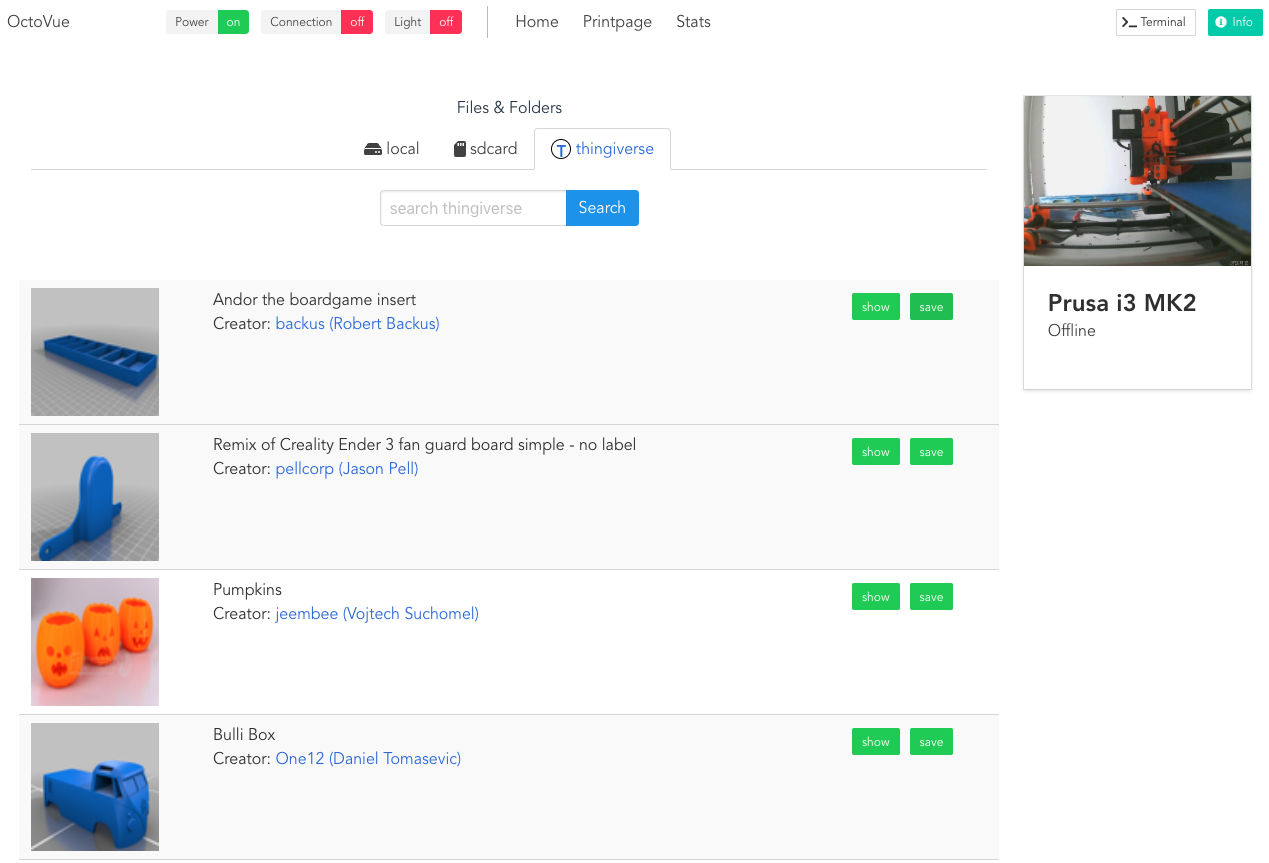 OctoVue
Power on
Connection off
Light off
Home
Printpage
Stats
Terminal
Info
Files & Folders
local
sdcard
thingiverse
search thingiverse
Search
Andor the boardgame insert
Creator: backus (Robert Backus)
show
save
Remix of Creality Ender 3 fan guard board simple - no label
Creator: pellcorp (Jason Pell)
show
save
Pumpkins
Creator: jeembee (Vojtech Suchomel)
show
save
Bulli Box
Creator: One12 (Daniel Tomasevic)
show
save
Prusa i3 MK2
Offline